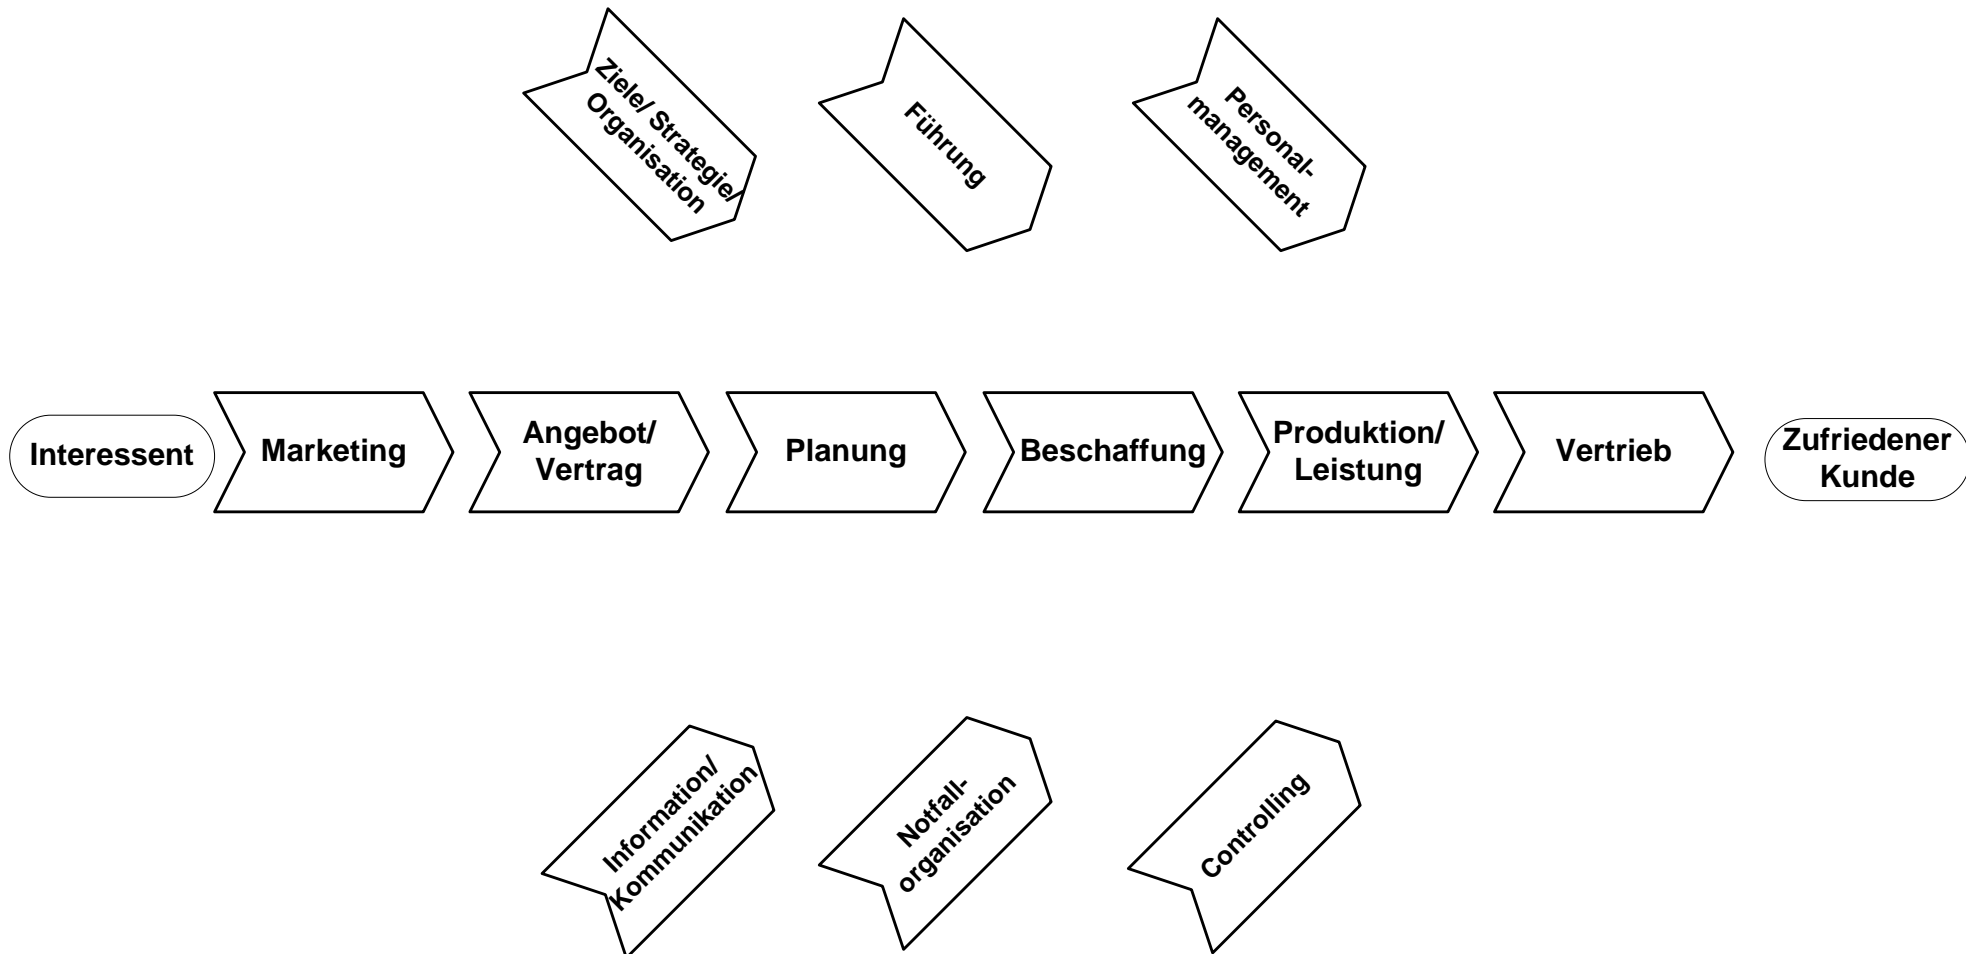 Ziele/ Strategie/
Organisation
Führung
Personal-
management
Interessent
Marketing
Angebot/
Vertrag
Planung
Beschaffung
Produktion/
Leistung
Vertrieb
Zufriedener
Kunde
Information/
Kommunikation
Notfall-
organisation
Controlling